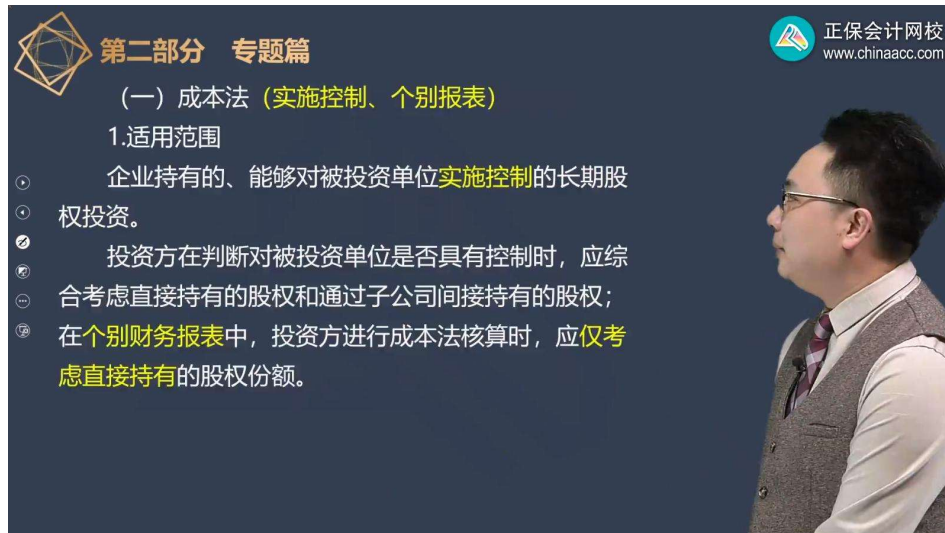 第二部分 专题篇
正保会计网校
www.chinaacc.com
（一）成本法（实施控制、个别报表）
1.适用范围
企业持有的、能够对被投资单位实施控制的长期股
权投资。
投资方在判断对被投资单位是否具有控制时，应综
合考虑直接持有的股权和通过子公司间接持有的股权；
在个别财务报表中，投资方进行成本法核算时，应仅考
虑直接持有的股权份额。